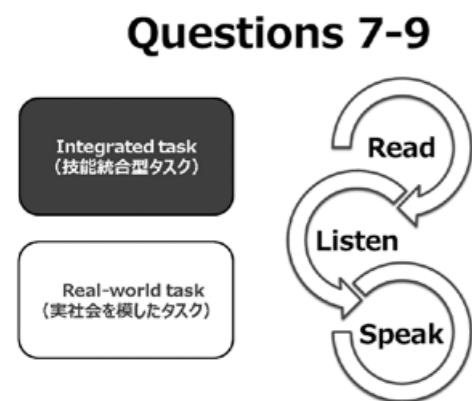 Questions 7-9
Integrated task
（技能統合型タスク）
Real-world task
（実社会を模したタスク）
Read
Listen
Speak